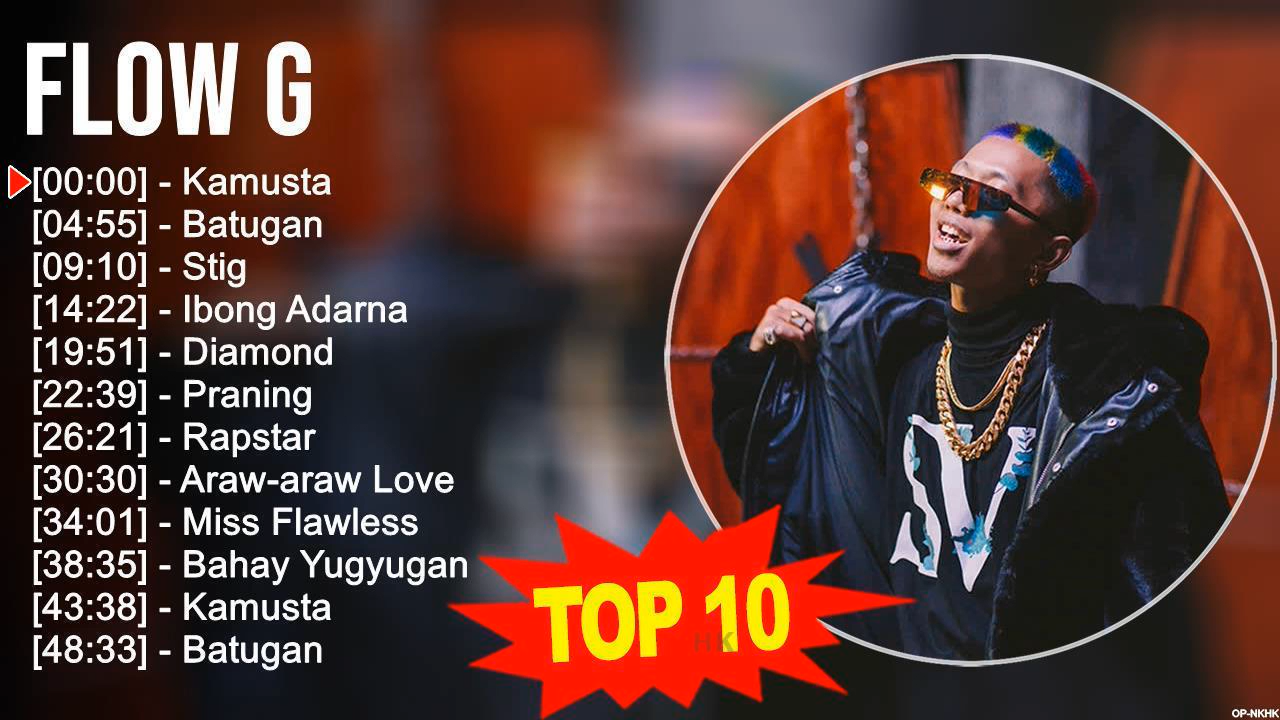 FLOW G
[00:00] - Kamusta
[04:55] - Batugan
[09:10] - Stig
[14:22] - Ibong Adarna
[19:51] - Diamond
[22:39] - Praning
[26:21] - Rapstar
[30:30] - Araw-araw Love
[34:01] - Miss Flawless
[38:35] - Bahay Yugyugan
[43:38] - Kamusta
[48:33] - Batugan
TOP 10
HK
OP-NKHK